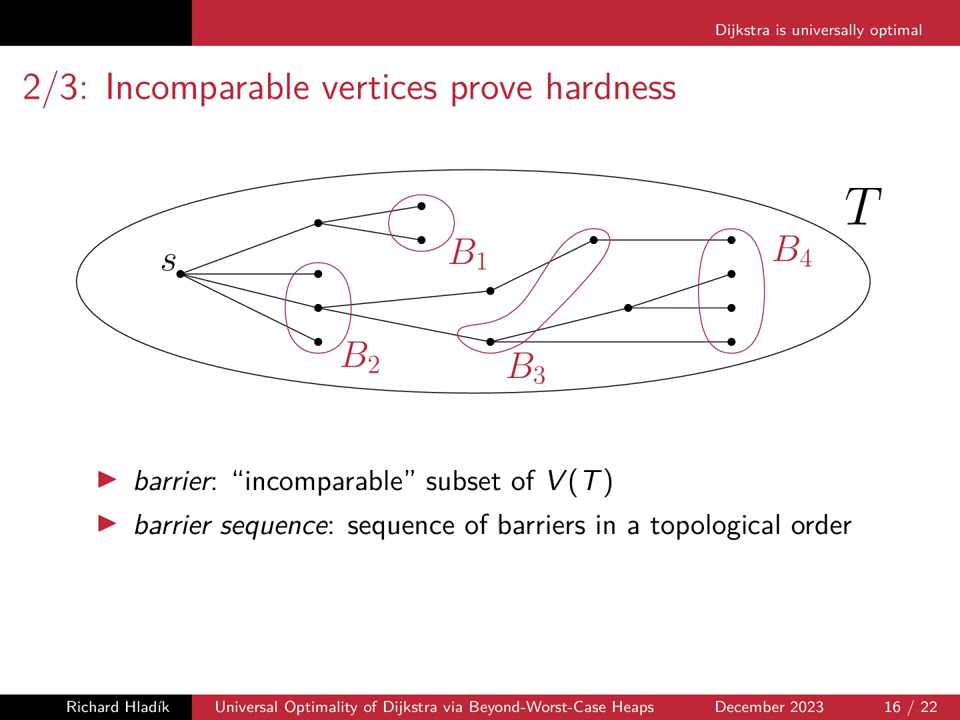 Dijkstra is universally optimal
2/3: Incomparable vertices prove hardness
T
s
B₁
B₄
B₂
B₃
▶ barrier: “incomparable” subset of V(T)
▶ barrier sequence: sequence of barriers in a topological order
Richard Hladík Universal Optimality of Dijkstra via Beyond-Worst-Case Heaps December 2023 16 / 22